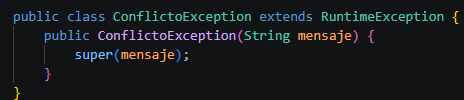 public class ConflictoException extends RuntimeException {
    public ConflictoException(String mensaje) {
        super(mensaje);
    }
}